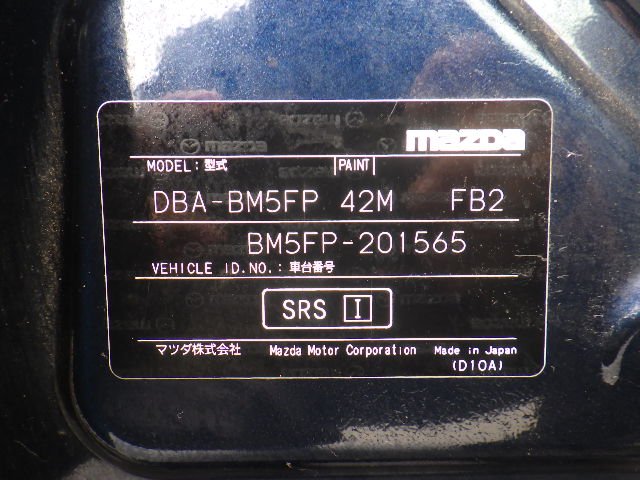 mazda
MODEL: 型式 PAINT
DBA-BM5FP 42M FB2
BM5FP-201565
VEHICLE ID.NO.: 車台番号
SRS I
マツダ株式会社 Mazda Motor Corporation Made in Japan
(D10A)